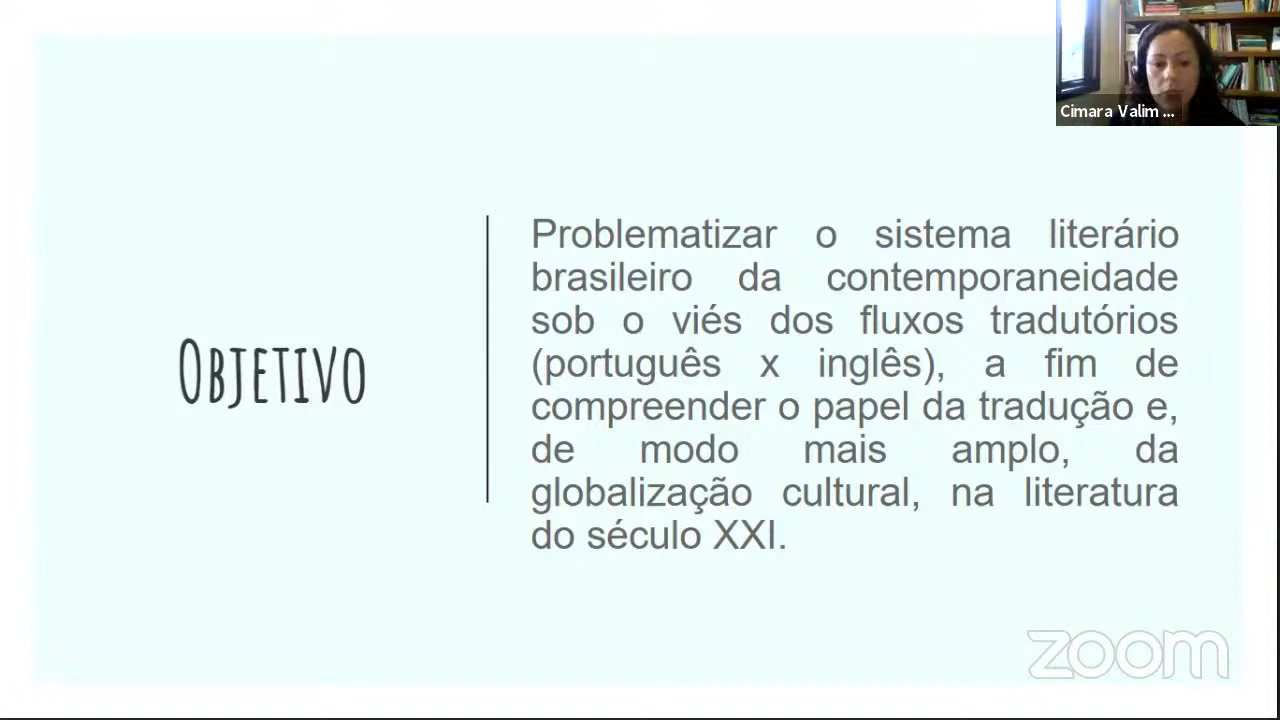 Cimara Valim ...
Objetivo
Problematizar o sistema literário
brasileiro da contemporaneidade
sob o viés dos fluxos tradutórios
(português x inglês), a fim de
compreender o papel da tradução e,
de modo mais amplo, da
globalização cultural, na literatura
do século XXI.
zoom